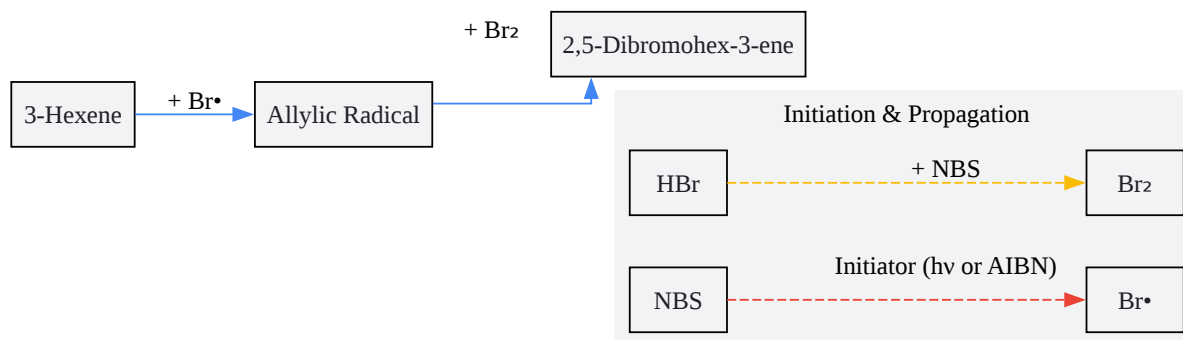 + Br₂
2,5-Dibromohex-3-ene
3-Hexene
+ Br•
Allylic Radical
Initiation & Propagation
HBr
+ NBS
Br₂
NBS
Initiator (hν or AIBN)
Br•